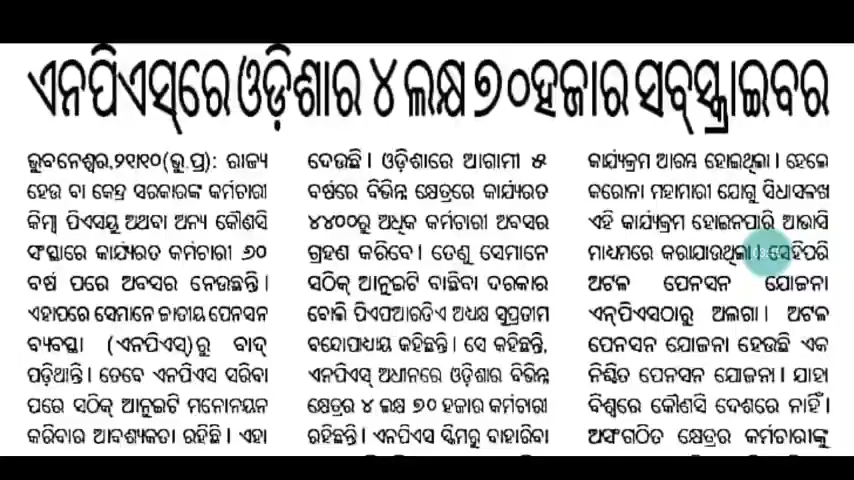 ଏନପିଏସ୍‌ରେ ଓଡ଼ିଶାର ୪ ଲକ୍ଷ ୭୦ହଜାର ସବ୍‌ସ୍କ୍ରାଇବର
ଭୁବନେଶ୍ୱର,୨୧।୧୦(ଭୁ.ପ୍ର): ରାଜ୍ୟ
ହେଉ ବା କେନ୍ଦ୍ର ସରକାରଙ୍କ କର୍ମଚାରୀ
କିମ୍ବା ପିଏସୟୁ ଅଥବା ଅନ୍ୟ କୌଣସି
ସଂସ୍ଥାରେ କାର୍ଯ୍ୟରତ କର୍ମଚାରୀ ୬୦
ବର୍ଷ ପରେ ଅବସର ନେଉଛନ୍ତି।
ଏହାପରେ ସେମାନେ ଜାତୀୟ ପେନସନ
ବ୍ୟବସ୍ଥା (ଏନପିଏସ୍)ରୁ ବାଦ୍
ପଡ଼ିଥାନ୍ତି। ତେବେ ଏନପିଏସ ସରିବା
ପରେ ସଠିକ୍ ଆନୁଇଟି ମନୋନୟନ
କରିବାର ଆବଶ୍ୟକତା ରହିଛି। ଏହା
ଦେଉଛି। ଓଡ଼ିଶାରେ ଆଗାମୀ ୫
ବର୍ଷରେ ବିଭିନ୍ନ କ୍ଷେତ୍ରରେ କାର୍ଯ୍ୟରତ
୪୪୦୦ରୁ ଅଧିକ କର୍ମଚାରୀ ଅବସର
ଗ୍ରହଣ କରିବେ। ତେଣୁ ସେମାନେ
ସଠିକ୍ ଆନୁଇଟି ବାଛିବା ଦରକାର
ବୋଲି ପିଏଫଆରଡିଏ ଅଧ୍ୟକ୍ଷ ସୁପ୍ରତୀମ
ବନ୍ଦୋପାଧ୍ୟାୟ କହିଛନ୍ତି। ସେ କହିଛନ୍ତି,
ଏନପିଏସ୍ ଅଧୀନରେ ଓଡ଼ିଶାର ବିଭିନ୍ନ
କ୍ଷେତ୍ରର ୪ ଲକ୍ଷ ୭୦ ହଜାର କର୍ମଚାରୀ
ରହିଛନ୍ତି। ଏନପିଏସ ସ୍କିମରୁ ବାହାରିବା
କାର୍ଯ୍ୟକ୍ରମ ଆରମ୍ଭ ହୋଇଥିଲା। ହେଲେ
କରୋନା ମହାମାରୀ ଯୋଗୁ ସିଧାସଳଖ
ଏହି କାର୍ଯ୍ୟକ୍ରମ ହୋଇନପାରି ଆଭାସି
ମାଧ୍ୟମରେ କରାଯାଉଥିଲା। ସେହିପରି
ଅଟଳ ପେନସନ ଯୋଜନା
ଏନ୍‌ପିଏସଠାରୁ ଅଲଗା। ଅଟଳ
ପେନସନ ଯୋଜନା ହେଉଛି ଏକ
ନିଶ୍ଚିତ ପେନସନ ଯୋଜନା। ଯାହା
ବିଶ୍ୱରେ କୌଣସି ଦେଶରେ ନାହିଁ।
ଅସଂଗଠିତ କ୍ଷେତ୍ରର କର୍ମଚାରୀଙ୍କୁ